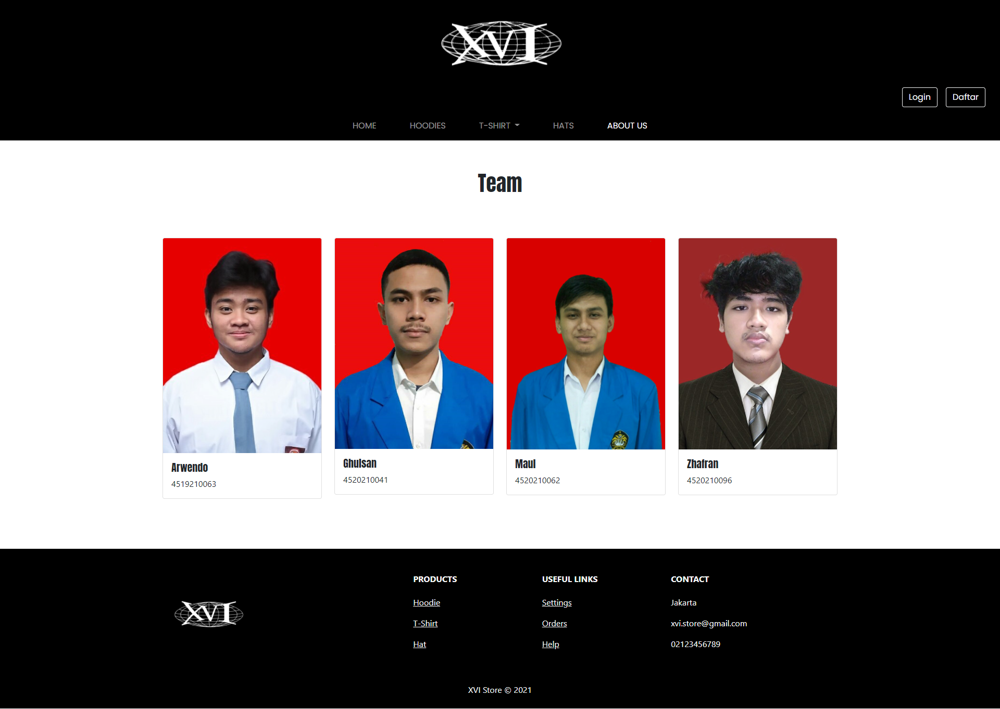 XVI
Login
Daftar
HOME
HOODIES
T-SHIRT
HATS
ABOUT US
Team
Arwendo
4519210063
Ghulsan
4520210041
Maul
4520210062
Zhafran
4520210096
XVI
PRODUCTS
Hoodie
T-Shirt
Hat
USEFUL LINKS
Settings
Orders
Help
CONTACT
Jakarta
xvi.store@gmail.com
02123456789
XVI Store © 2021